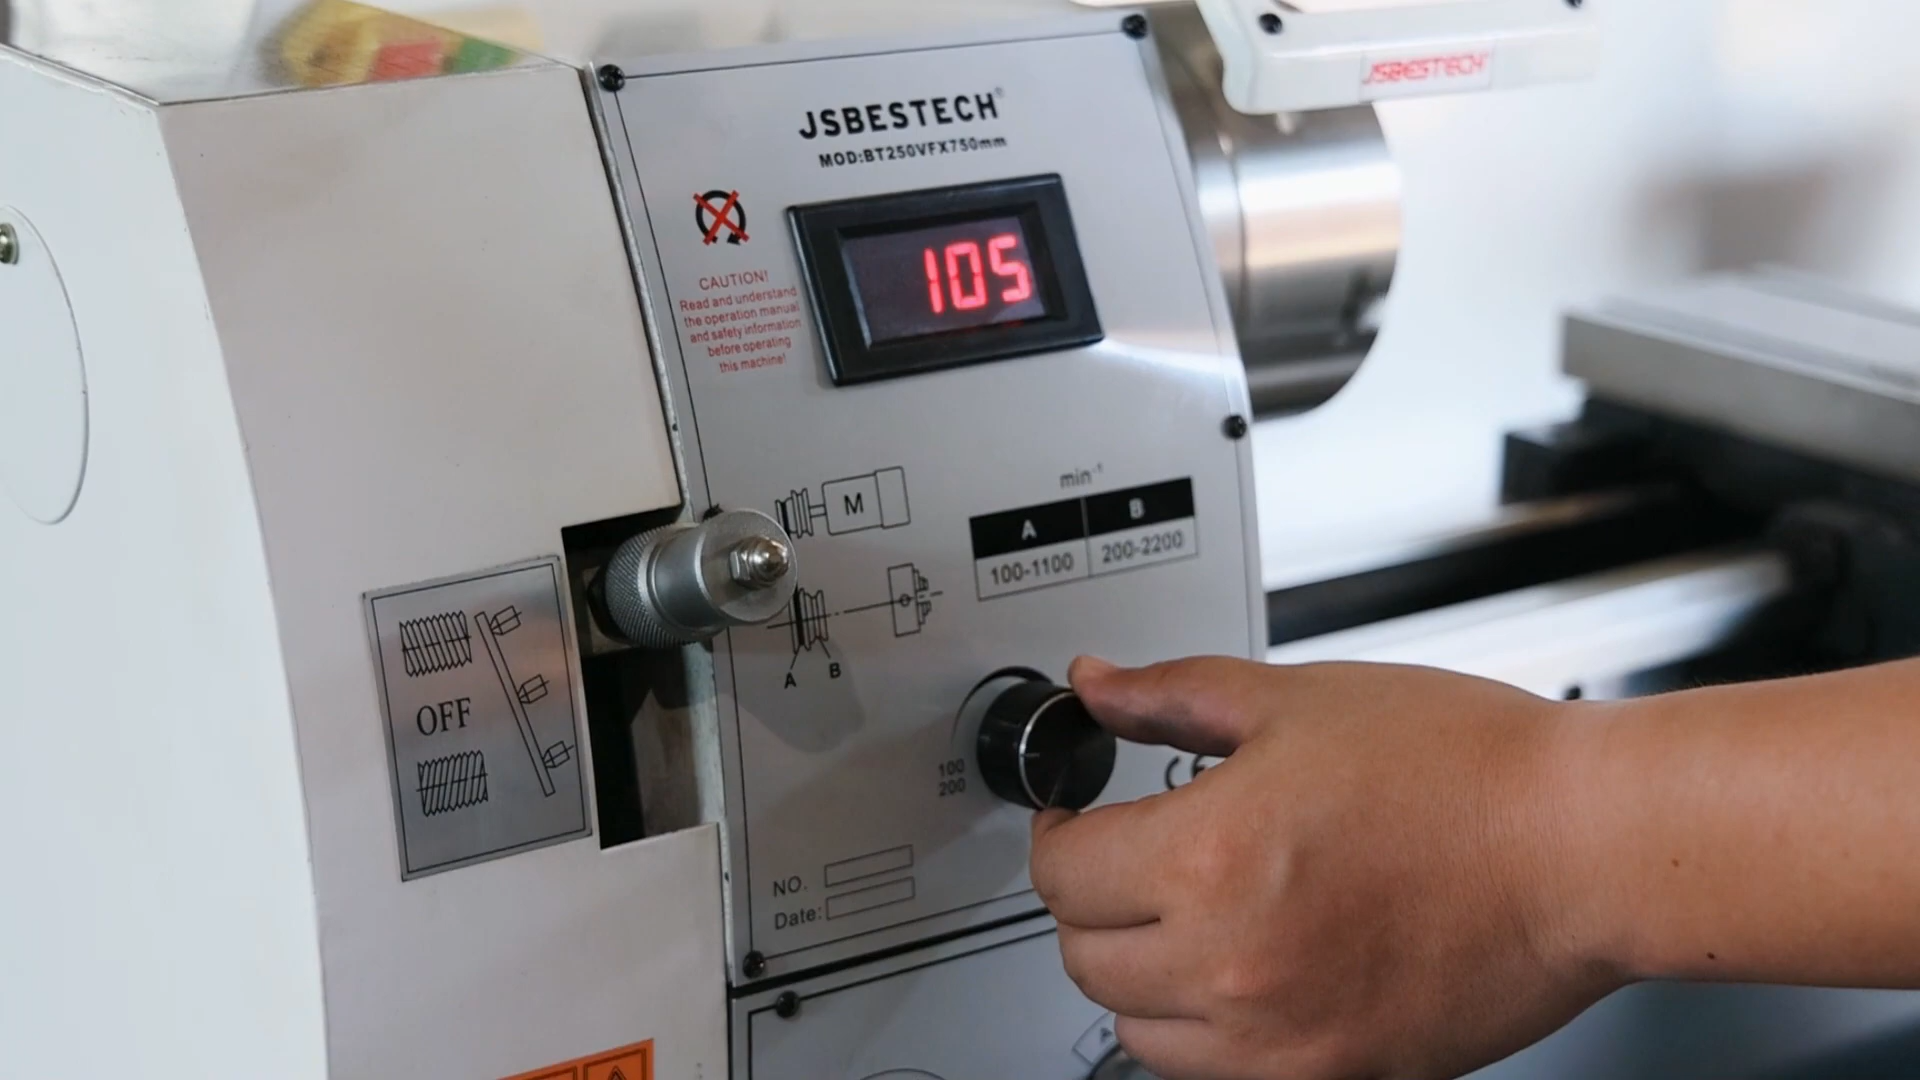 JSBESTECH
JSBESTECH®
MOD:BT250VFX750mm
CAUTION!
Read and understand
the operation manual
and safety information
before operating
this machine!
105
M
min⁻¹
A B
100-1100 200-2200
A B
OFF
100
200
CE
NO.
Date:
A